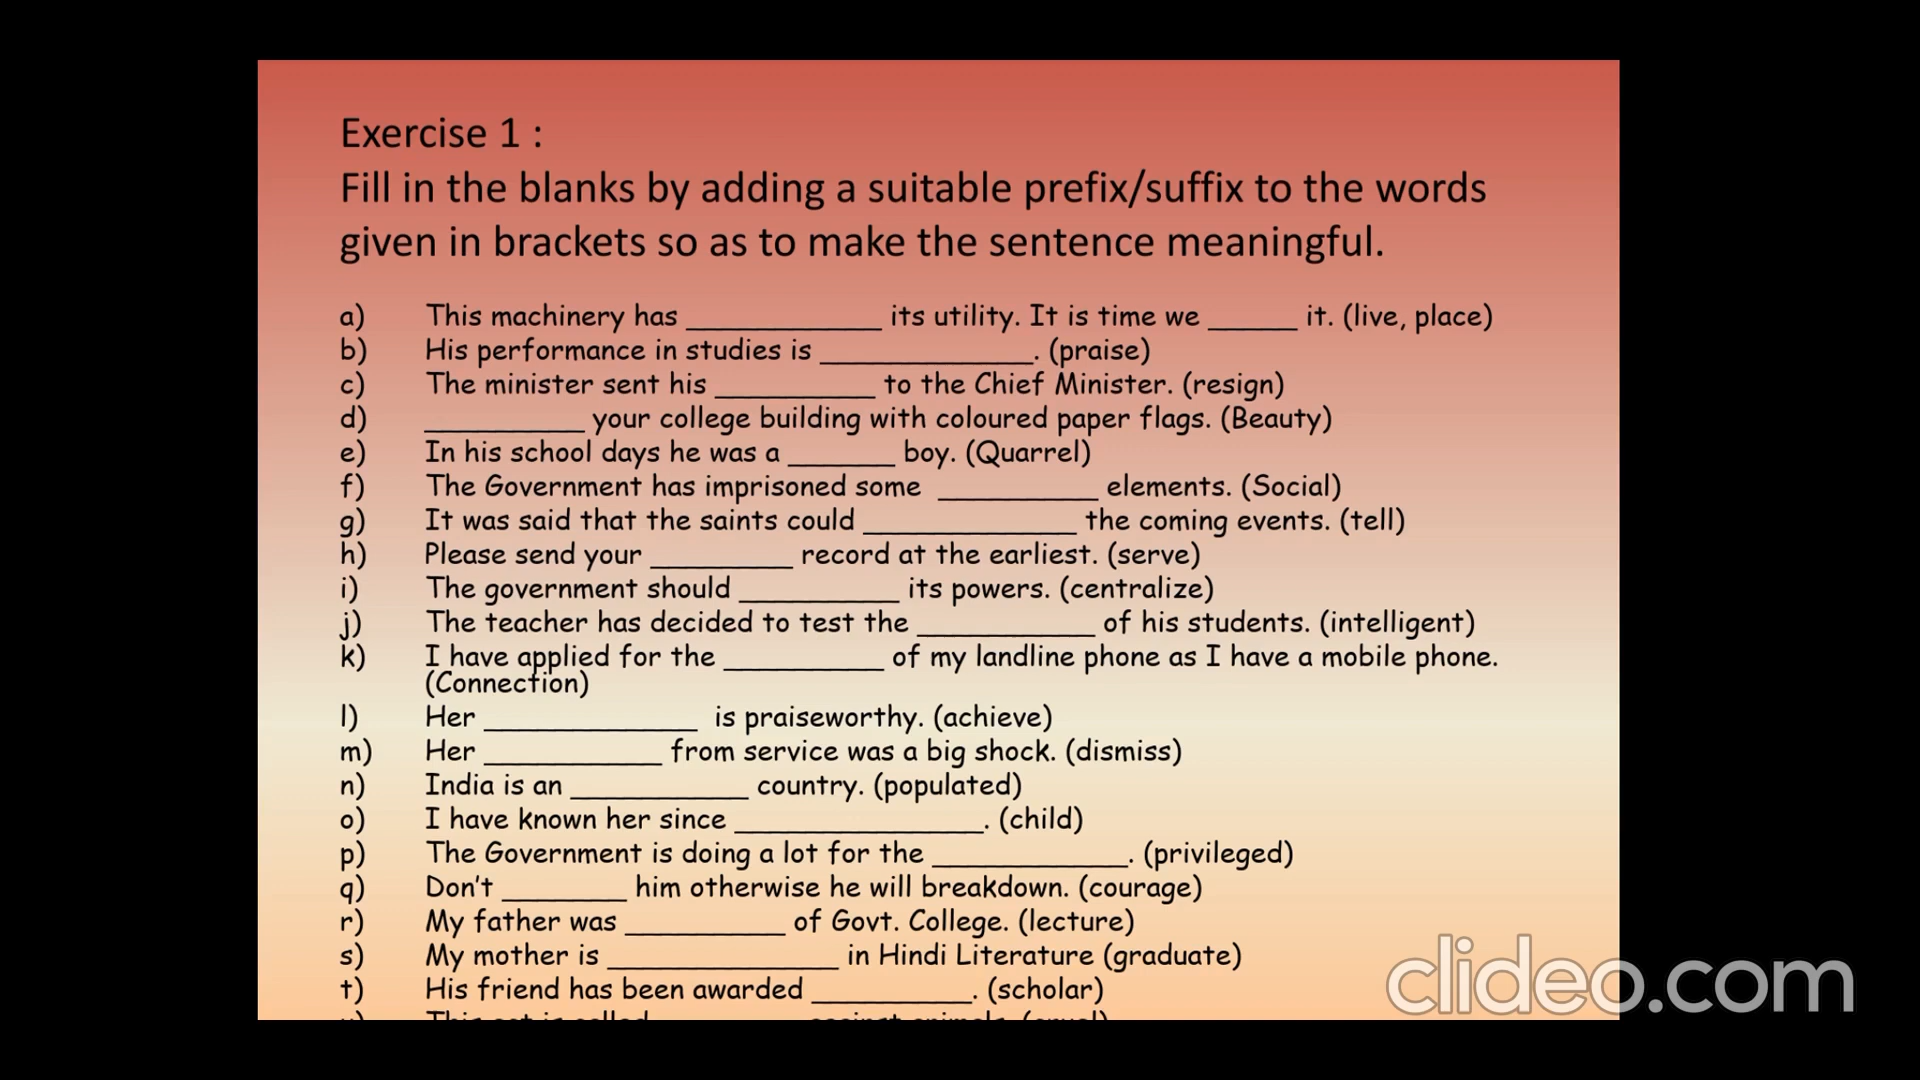 Exercise 1 :
Fill in the blanks by adding a suitable prefix/suffix to the words
given in brackets so as to make the sentence meaningful.
a) This machinery has ___________ its utility. It is time we _____ it. (live, place)
b) His performance in studies is ____________. (praise)
c) The minister sent his _________ to the Chief Minister. (resign)
d) _________ your college building with coloured paper flags. (Beauty)
e) In his school days he was a ______ boy. (Quarrel)
f) The Government has imprisoned some _________ elements. (Social)
g) It was said that the saints could ____________ the coming events. (tell)
h) Please send your ________ record at the earliest. (serve)
i) The government should _________ its powers. (centralize)
j) The teacher has decided to test the __________ of his students. (intelligent)
k) I have applied for the _________ of my landline phone as I have a mobile phone.
(Connection)
l) Her ____________ is praiseworthy. (achieve)
m) Her __________ from service was a big shock. (dismiss)
n) India is an __________ country. (populated)
o) I have known her since ______________. (child)
p) The Government is doing a lot for the ___________. (privileged)
q) Don't _______ him otherwise he will breakdown. (courage)
r) My father was _________ of Govt. College. (lecture)
s) My mother is _____________ in Hindi Literature (graduate)
t) His friend has been awarded _________. (scholar)
clideo.com